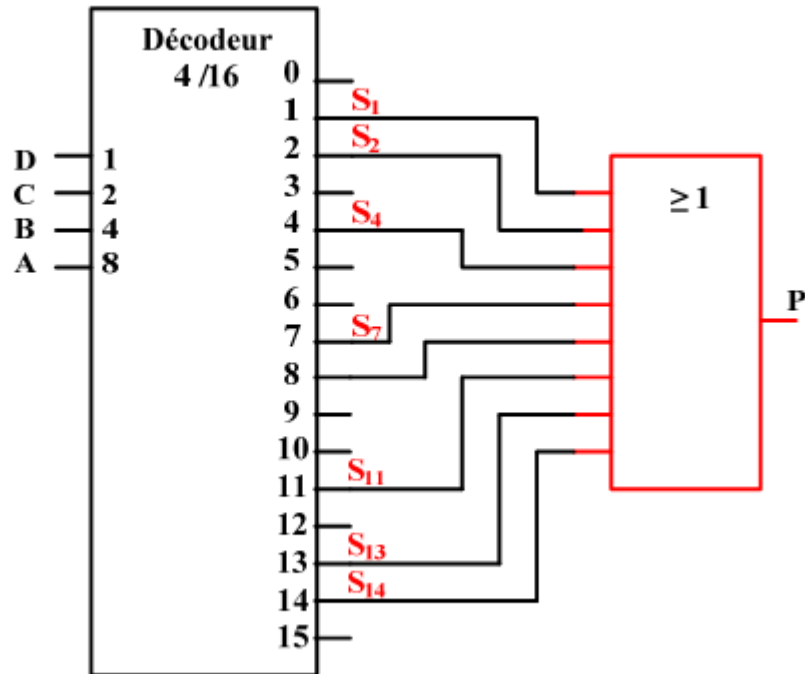 Décodeur
4 /16
0
1 S₁
2 S₂
D 1
C 2
B 4
A 8
3
4 S₄
5
6
7 S₇
8
9
10
11 S₁₁
12
13 S₁₃
14 S₁₄
15
≥ 1
P